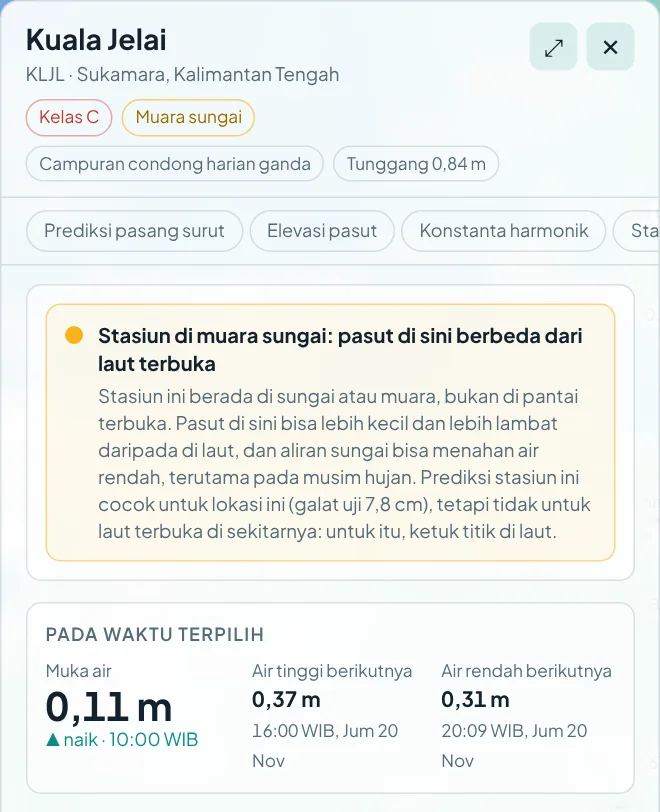 Kuala Jelai
KLJL · Sukamara, Kalimantan Tengah
Kelas C
Muara sungai
Campuran condong harian ganda
Tunggang 0,84 m
Prediksi pasang surut
Elevasi pasut
Konstanta harmonik
Sta
Stasiun di muara sungai: pasut di sini berbeda dari
laut terbuka
Stasiun ini berada di sungai atau muara, bukan di pantai
terbuka. Pasut di sini bisa lebih kecil dan lebih lambat
daripada di laut, dan aliran sungai bisa menahan air
rendah, terutama pada musim hujan. Prediksi stasiun ini
cocok untuk lokasi ini (galat uji 7,8 cm), tetapi tidak untuk
laut terbuka di sekitarnya: untuk itu, ketuk titik di laut.
PADA WAKTU TERPILIH
Muka air
0,11 m
▲ naik · 10:00 WIB
Air tinggi berikutnya
0,37 m
16:00 WIB, Jum 20
Nov
Air rendah berikutnya
0,31 m
20:09 WIB, Jum 20
Nov